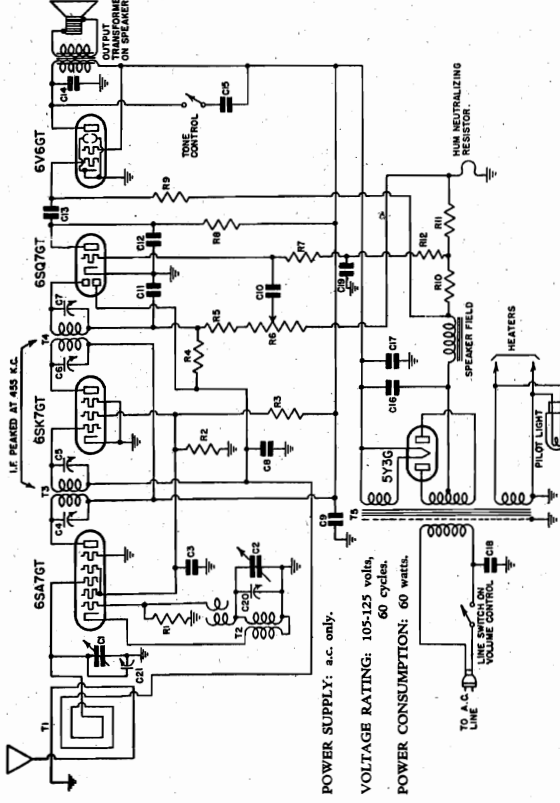 OUTPUT
TRANSFORMER
ON SPEAKER
C14
C15
TONE
CONTROL
6V6GT
HUM NEUTRALIZING
RESISTOR.
C13
R9
6SQ7GT
C12
R8
R7
C19
R12
R11
R10
C11
C10
C7
T4
C6
R5
R6
R4
I.F. PEAKED AT 455 K.C.
6SK7GT
C17
C16
SPEAKER FIELD
HEATERS
PILOT LIGHT
5Y3G
R3
R2
C8
C5
T3
C4
C9
T5
6SA7GT
C3
C2
C20
R1
T2
C1
C21
T1
C18
LINE SWITCH ON
VOLUME CONTROL
TO A.C.
LINE
POWER SUPPLY: a.c. only.
VOLTAGE RATING: 105-125 volts,
60 cycles.
POWER CONSUMPTION: 60 watts.